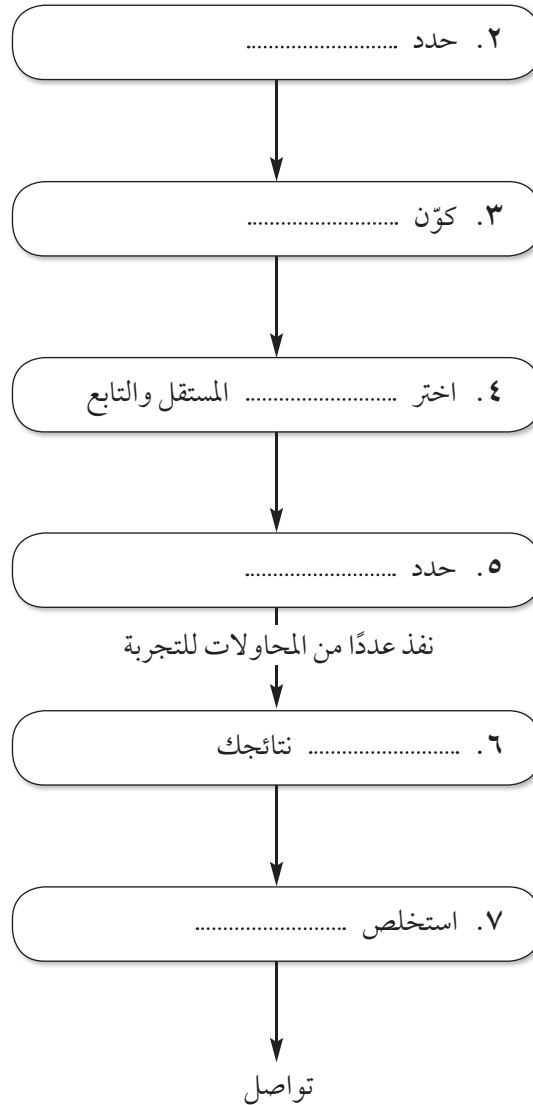 ٢. حدد ..............................
٣. كوّن ..............................
٤. اختر .............................. المستقل والتابع
٥. حدد ..............................
نفذ عددًا من المحاولات للتجربة
٦. .............................. نتائجك
٧. استخلص ..............................
تواصل